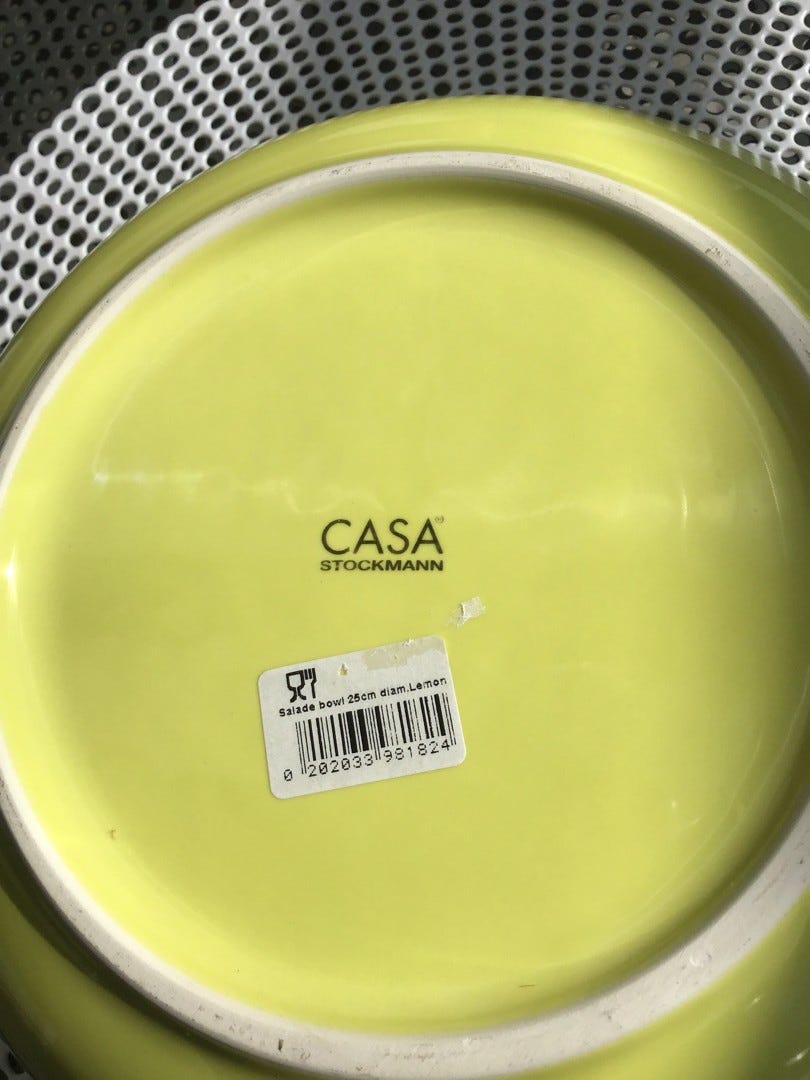 CASA®
STOCKMANN
Salade bowl 25cm diam.Lemon
0 202033 981824